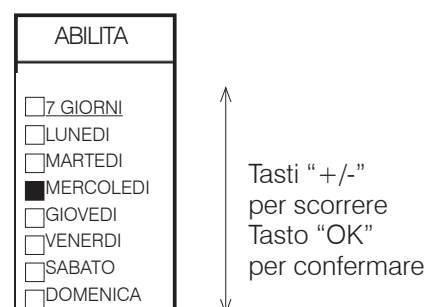 ABILITA
7 GIORNI
LUNEDI
MARTEDI
MERCOLEDI
GIOVEDI
VENERDI
SABATO
DOMENICA
Tasti “+/-”
per scorrere
Tasto “OK”
per confermare